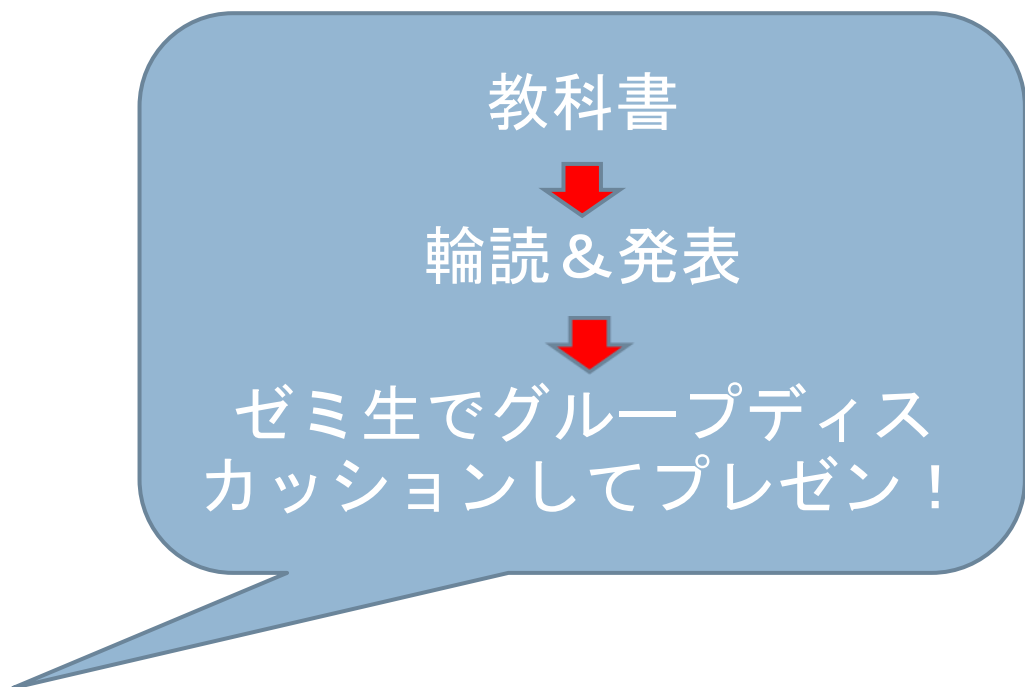 教科書
輪読＆発表
ゼミ生でグループディス
カッションしてプレゼン！